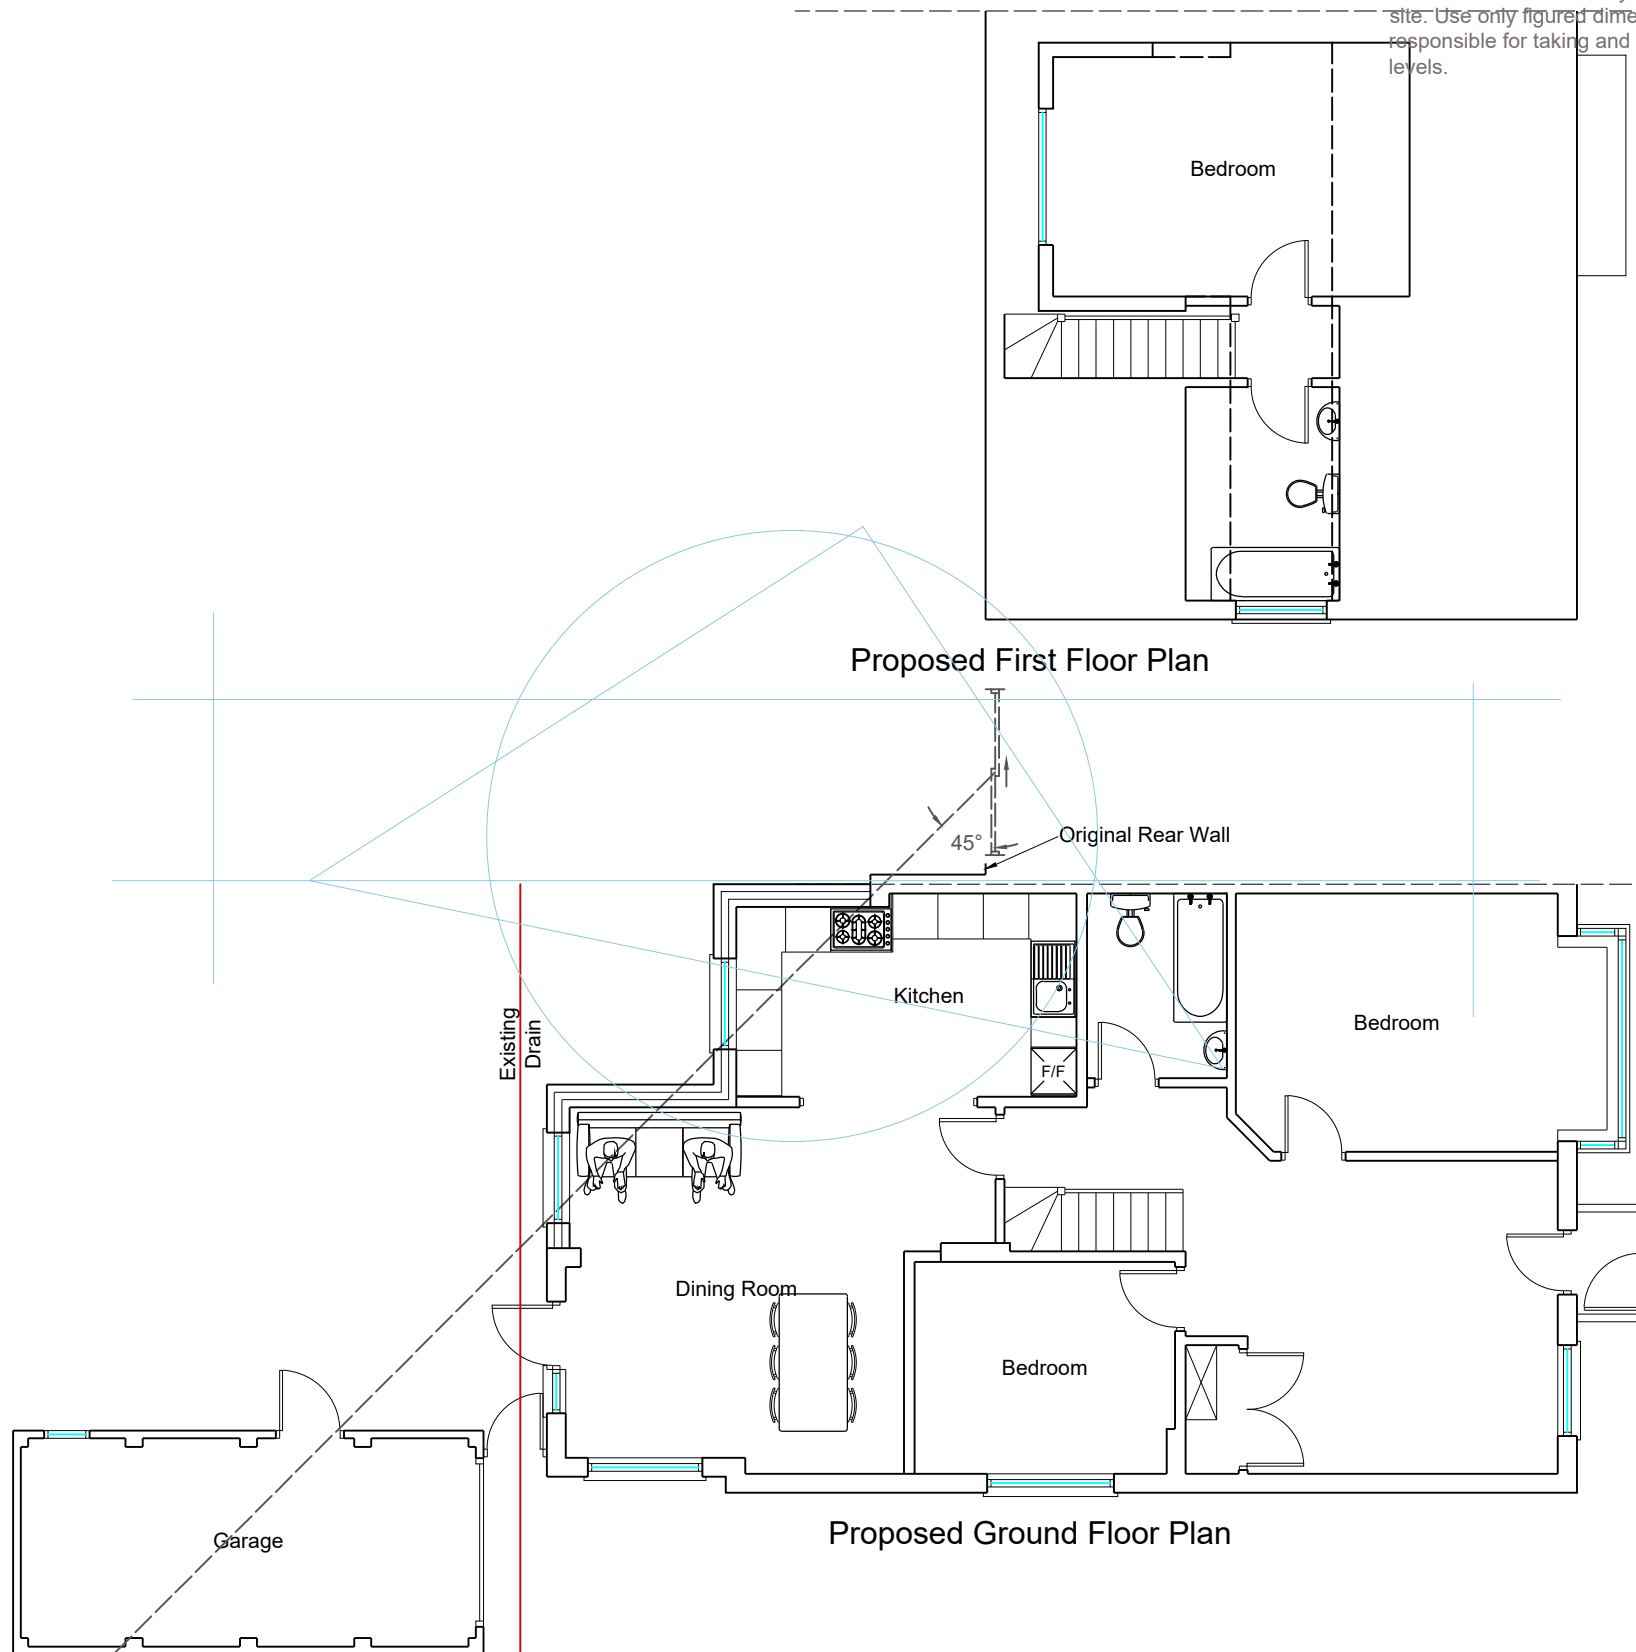 site. Use only figured dime
responsible for taking and
levels.
Bedroom
Proposed First Floor Plan
45°
Original Rear Wall
Kitchen
Existing
Drain
F/F
Bedroom
Dining Room
Bedroom
Garage
Proposed Ground Floor Plan